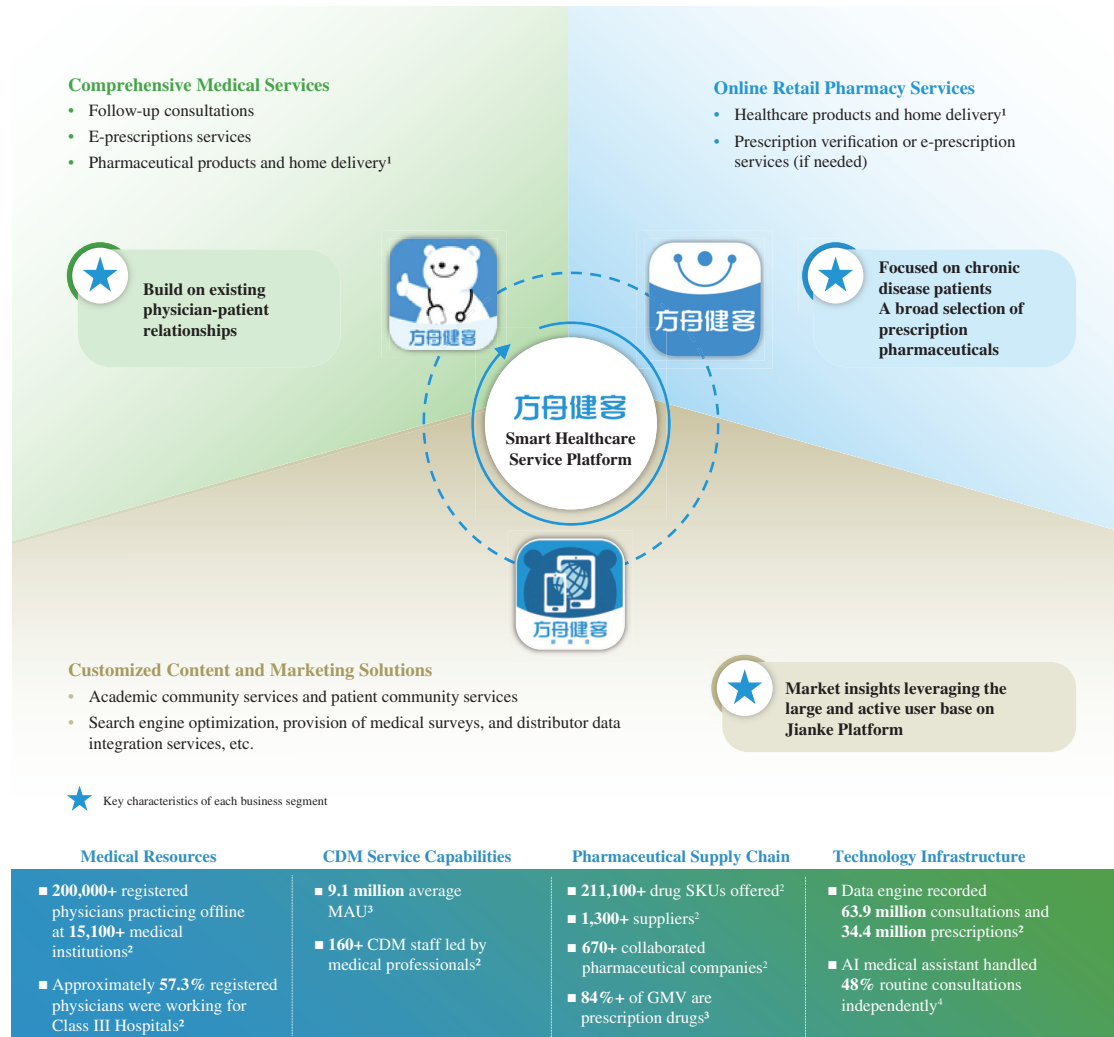 Comprehensive Medical Services
• Follow-up consultations
• E-prescriptions services
• Pharmaceutical products and home delivery¹
Online Retail Pharmacy Services
• Healthcare products and home delivery¹
• Prescription verification or e-prescription
services (if needed)
Build on existing
physician-patient
relationships
方舟健客
方舟健客
Focused on chronic
disease patients
A broad selection of
prescription
pharmaceuticals
方舟健客
Smart Healthcare
Service Platform
方舟健客
Customized Content and Marketing Solutions
• Academic community services and patient community services
• Search engine optimization, provision of medical surveys, and distributor data
integration services, etc.
Market insights leveraging the
large and active user base on
Jianke Platform
Key characteristics of each business segment
Medical Resources
■ 200,000+ registered
physicians practicing offline
at 15,100+ medical
institutions²
■ Approximately 57.3% registered
physicians were working for
Class III Hospitals²
CDM Service Capabilities
■ 9.1 million average
MAU³
■ 160+ CDM staff led by
medical professionals²
Pharmaceutical Supply Chain
■ 211,100+ drug SKUs offered²
■ 1,300+ suppliers²
■ 670+ collaborated
pharmaceutical companies²
■ 84%+ of GMV are
prescription drugs³
Technology Infrastructure
■ Data engine recorded
63.9 million consultations and
34.4 million prescriptions²
■ AI medical assistant handled
48% routine consultations
independently⁴